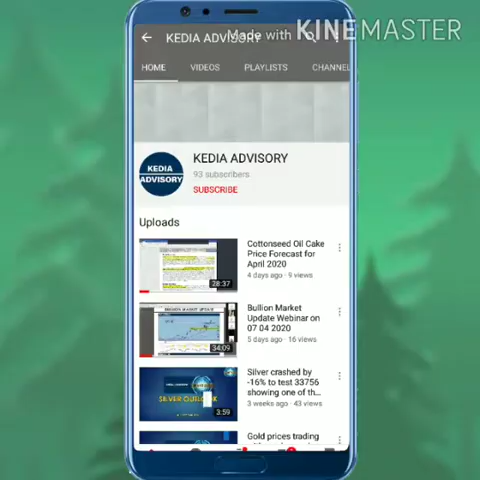 Made with KINEMASTER
KEDIA ADVISORY
HOME VIDEOS PLAYLISTS CHANNEL
KEDIA
ADVISORY
KEDIA ADVISORY
93 subscribers
SUBSCRIBE
Uploads
28:37
Cottonseed Oil Cake
Price Forecast for
April 2020
4 days ago · 9 views
34:09
Bullion Market
Update Webinar on
07 04 2020
5 days ago · 16 views
SILVER OUTLOOK
3:59
Silver crashed by
-16% to test 33756
showing one of th...
3 weeks ago · 43 views
Gold prices trading